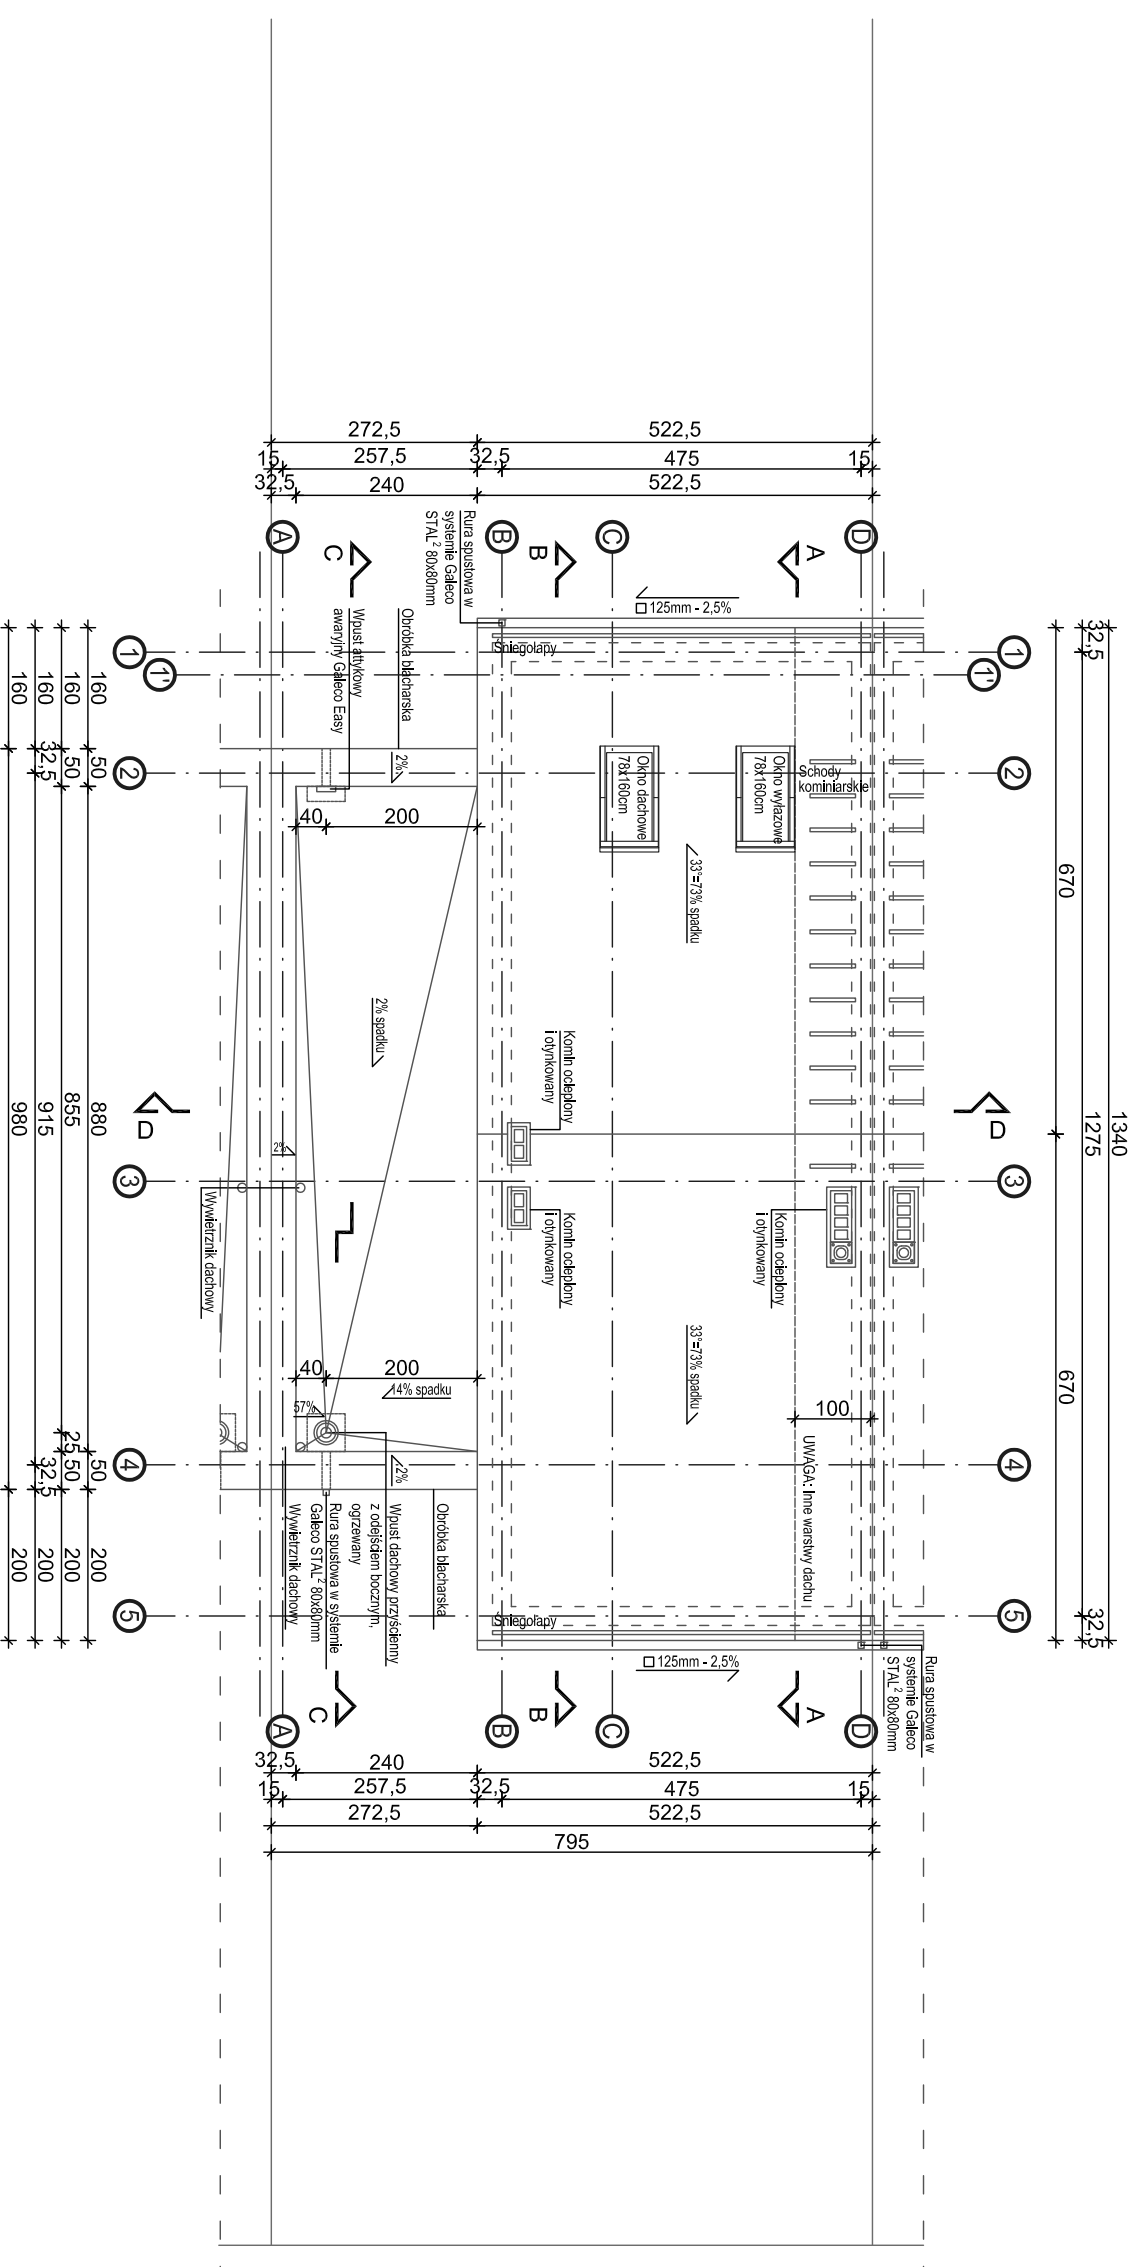 272,5
522,5
15
257,5
32,5
475
15
32,5
240
522,5
A
B
C
D
C
B
A
Rura spustowa w
systemie Galeco
STAL² 80x80mm
Obróbka blacharska
Wpust attykowy
awaryjny Galeco Easy
125mm - 2,5%
Śniegołapy
1
1'
1
1'
2
2
32,5
1340
1275
670
670
32,5
160
50
880
50
200
160
50
855
25
50
200
160
32,5
915
32,5
200
160
980
200
2%
40
200
Okno dachowe
78x160cm
Okno wyłazowe
78x160cm
Schody
kominiarskie
33°=73% spadku
2% spadku
Komin ocieplony
i otynkowany
D
D
2%
3
3
Wywietrznik dachowy
Komin ocieplony
i otynkowany
Komin ocieplony
i otynkowany
33°=73% spadku
40
200
14% spadku
57%
100
UWAGA: Inne warstwy dachu
2%
4
4
Obróbka blacharska
Wpust dachowy przyścienny
z odejściem bocznym,
ogrzewany
Rura spustowa w systemie
Galeco STAL² 80x80mm
Wywietrznik dachowy
5
5
Śniegołapy
125mm - 2,5%
Rura spustowa w
systemie Galeco
STAL² 80x80mm
C
B
A
A
B
C
D
32,5
240
522,5
15
257,5
32,5
475
15
272,5
522,5
795